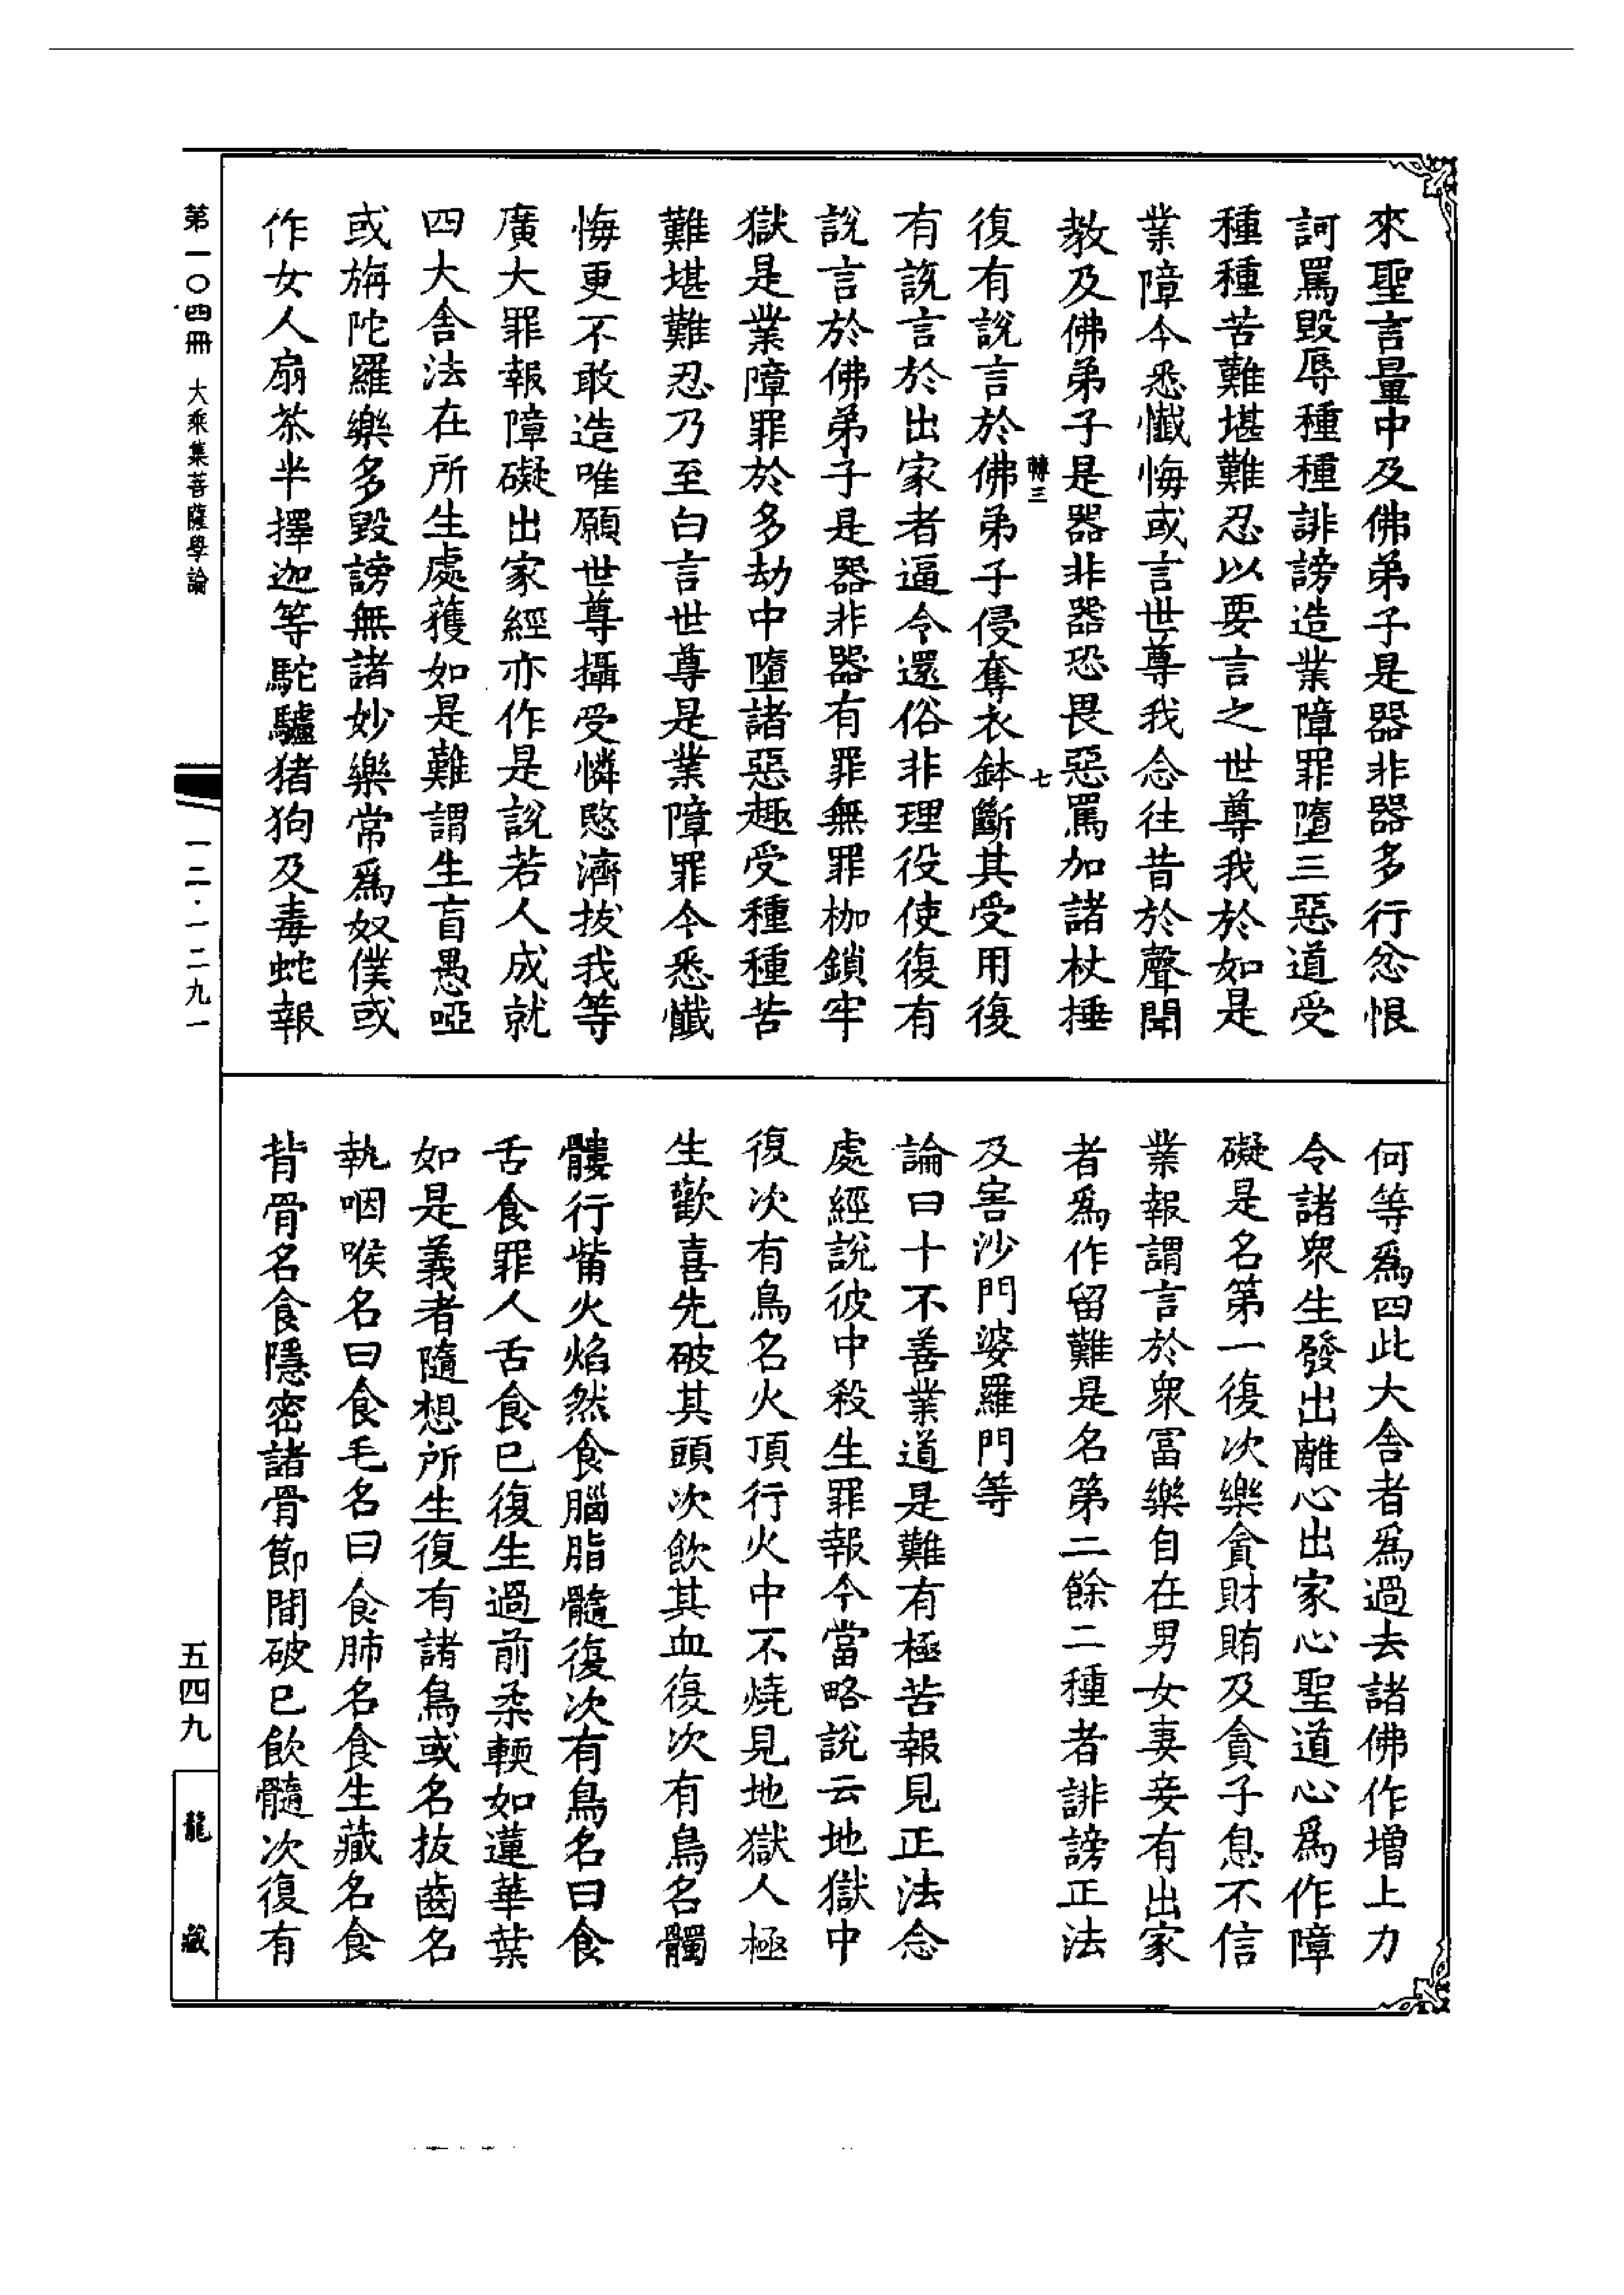 來聖言量中及佛弟子是器非器多行忿恨
訶罵毀辱種種誹謗造業障罪墮三惡道受
種種苦難堪難忍以要言之世尊我於如是
業障今悉懺悔或言世尊我念往昔於聲聞
教及佛弟子是器非器恐畏惡罵加諸杖捶
轉三 七
復有說言於佛弟子侵奪衣鉢斷其受用復
有說言於出家者逼令還俗非理役使復有
說言於佛弟子是器非器有罪無罪枷鎖牢
獄是業障罪於多劫中墮諸惡趣受種種苦
難堪難忍乃至白言世尊是業障罪今悉懺
悔更不敢造唯願世尊攝受憐愍濟拔我等
廣大罪報障礙出家經亦作是說若人成就
四大舍法在所生處獲如是難謂生盲愚啞
或旃陀羅樂多毀謗無諸妙樂常爲奴僕或
作女人扇茶半擇迦等駝驢猪狗及毒蛇報
何等爲四此大舍者爲過去諸佛作增上力
令諸衆生發出離心出家心聖道心爲作障
礙是名第一復次樂貪財賄及貪子息不信
業報謂言於衆冨樂自在男女妻妾有出家
者爲作留難是名第二餘二種者誹謗正法
及害沙門婆羅門等
論曰十不善業道是難有極苦報見正法念
處經說彼中殺生罪報今當略說云地獄中
復次有鳥名火頂行火中不燒見地獄人極
生歡喜先破其頭次飲其血復次有鳥名髑
髏行觜火焰然食腦脂髓復次有鳥名曰食
舌食罪人舌食已復生過前柔輭如蓮華葉
如是義者隨想所生復有諸鳥或名拔齒名
執咽喉名曰食毛名曰食肺名食生藏名食
背骨名食隱密諸骨節間破已飲髓次復有
第一〇四冊 大乘集菩薩學論
一二·一二九一
五四九
龍藏